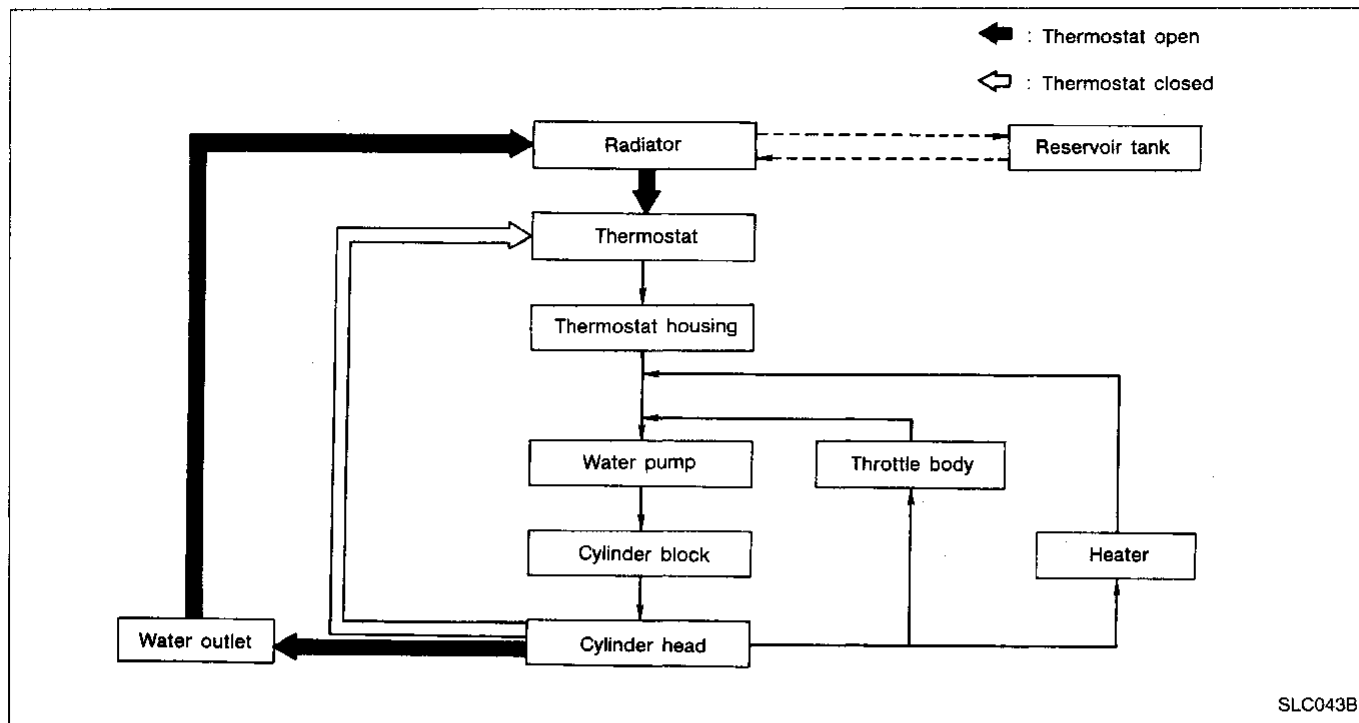 : Thermostat open
: Thermostat closed
Radiator
Reservoir tank
Thermostat
Thermostat housing
Water pump
Throttle body
Cylinder block
Heater
Water outlet
Cylinder head
SLC043B